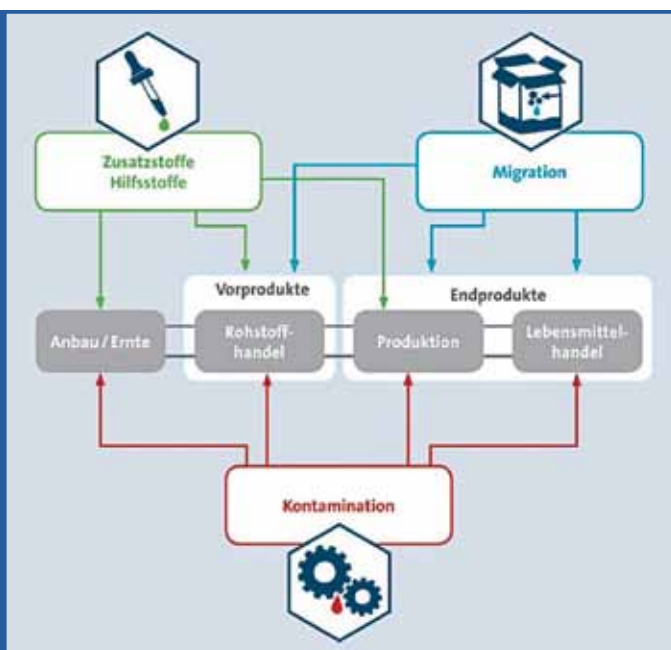 Zusatzstoffe
Hilfsstoffe
Migration
Vorprodukte
Endprodukte
Anbau / Ernte
Rohstoff-
handel
Produktion
Lebensmittel-
handel
Kontamination